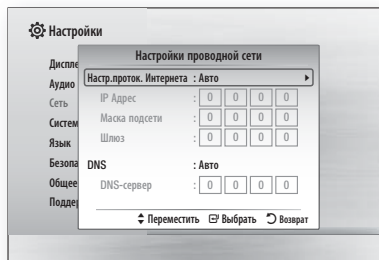 Настройки
Диспле
Аудио
Сеть
Систем
Язык
Безопа
Общее
Поддер
Настройки проводной сети
Настр.проток. Интернета : Авто
IP Адрес : 0 0 0 0
Маска подсети : 0 0 0 0
Шлюз : 0 0 0 0
DNS : Авто
DNS-сервер : 0 0 0 0
Переместить Выбрать Возврат